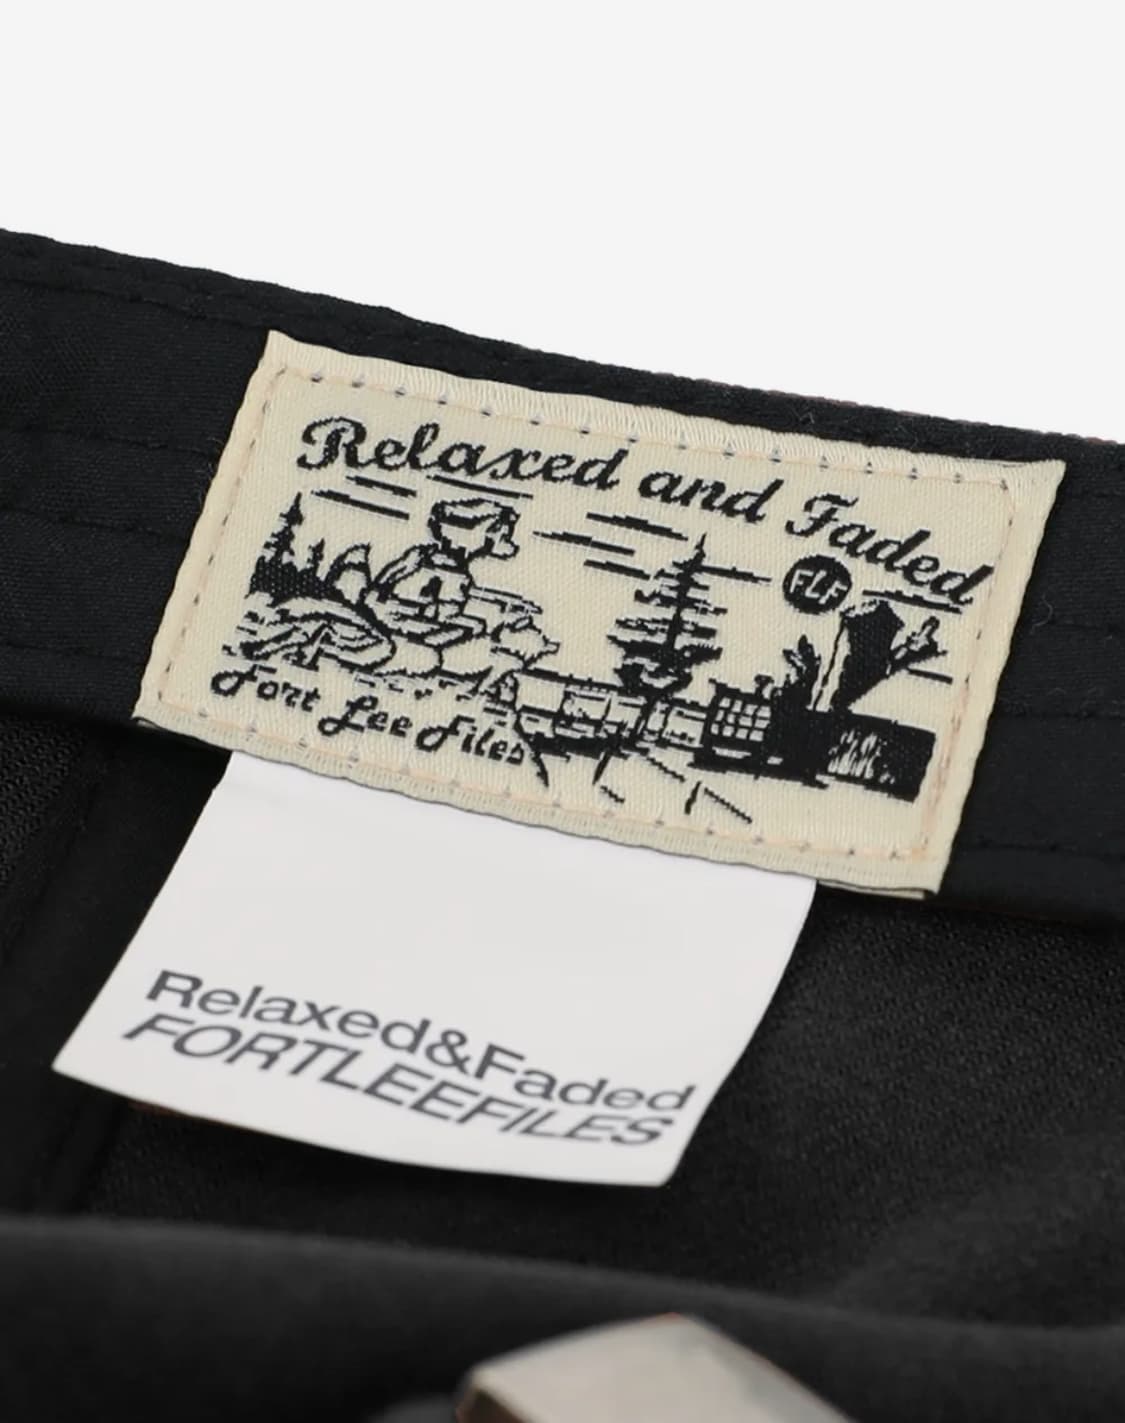 Relaxed and Faded
FLF
Fort Lee Files
Relaxed&Faded
FORTLEEFILES